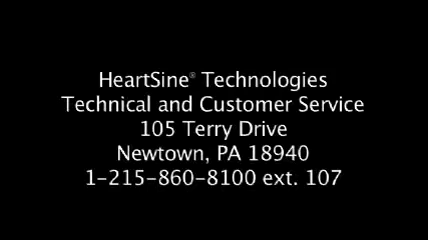 HeartSine® Technologies
Technical and Customer Service
105 Terry Drive
Newtown, PA 18940
1-215-860-8100 ext. 107